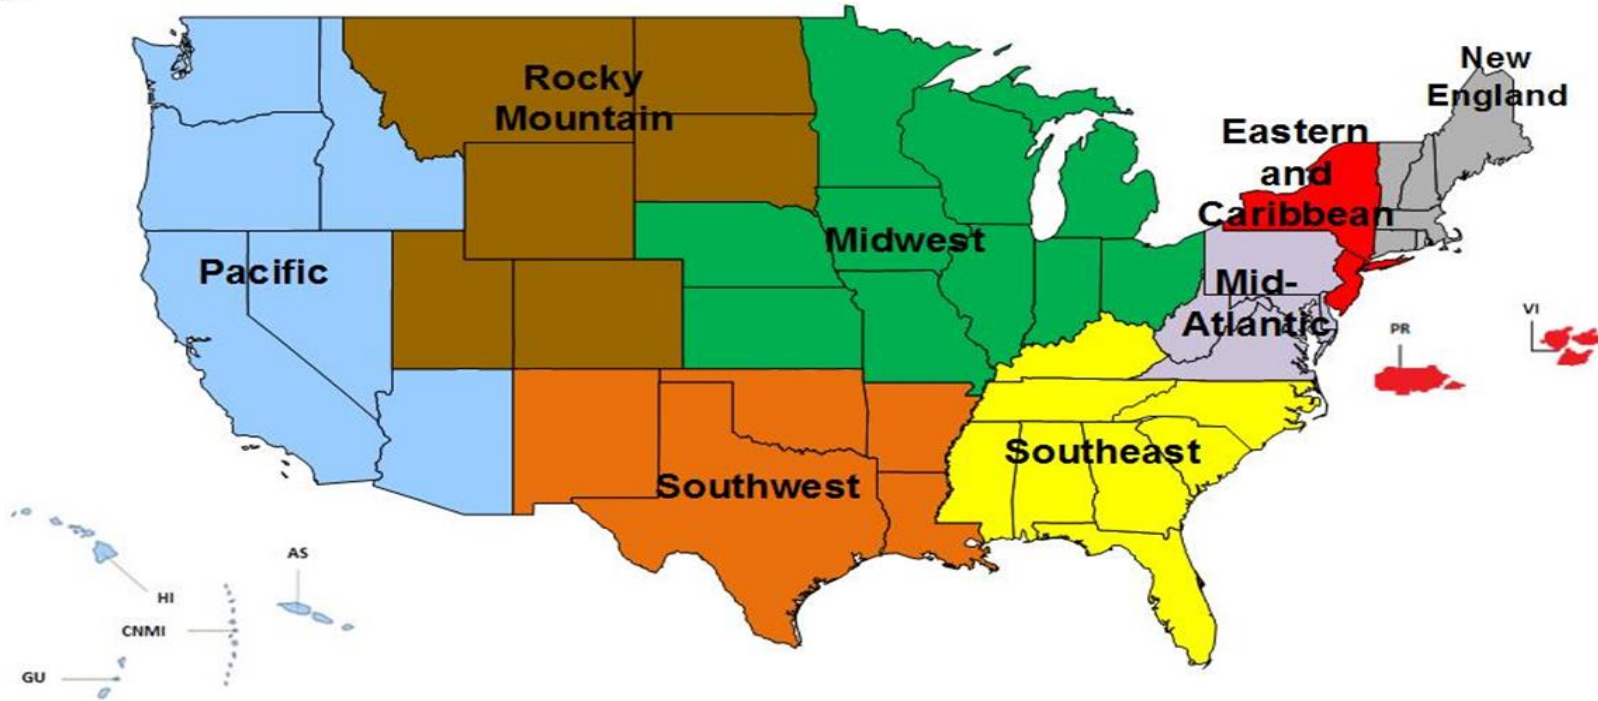 New
England
Rocky
Mountain
Eastern
and
Caribbean
Midwest
Pacific
Mid-
Atlantic
VI
PR
Southeast
Southwest
AS
HI
CNMI
GU